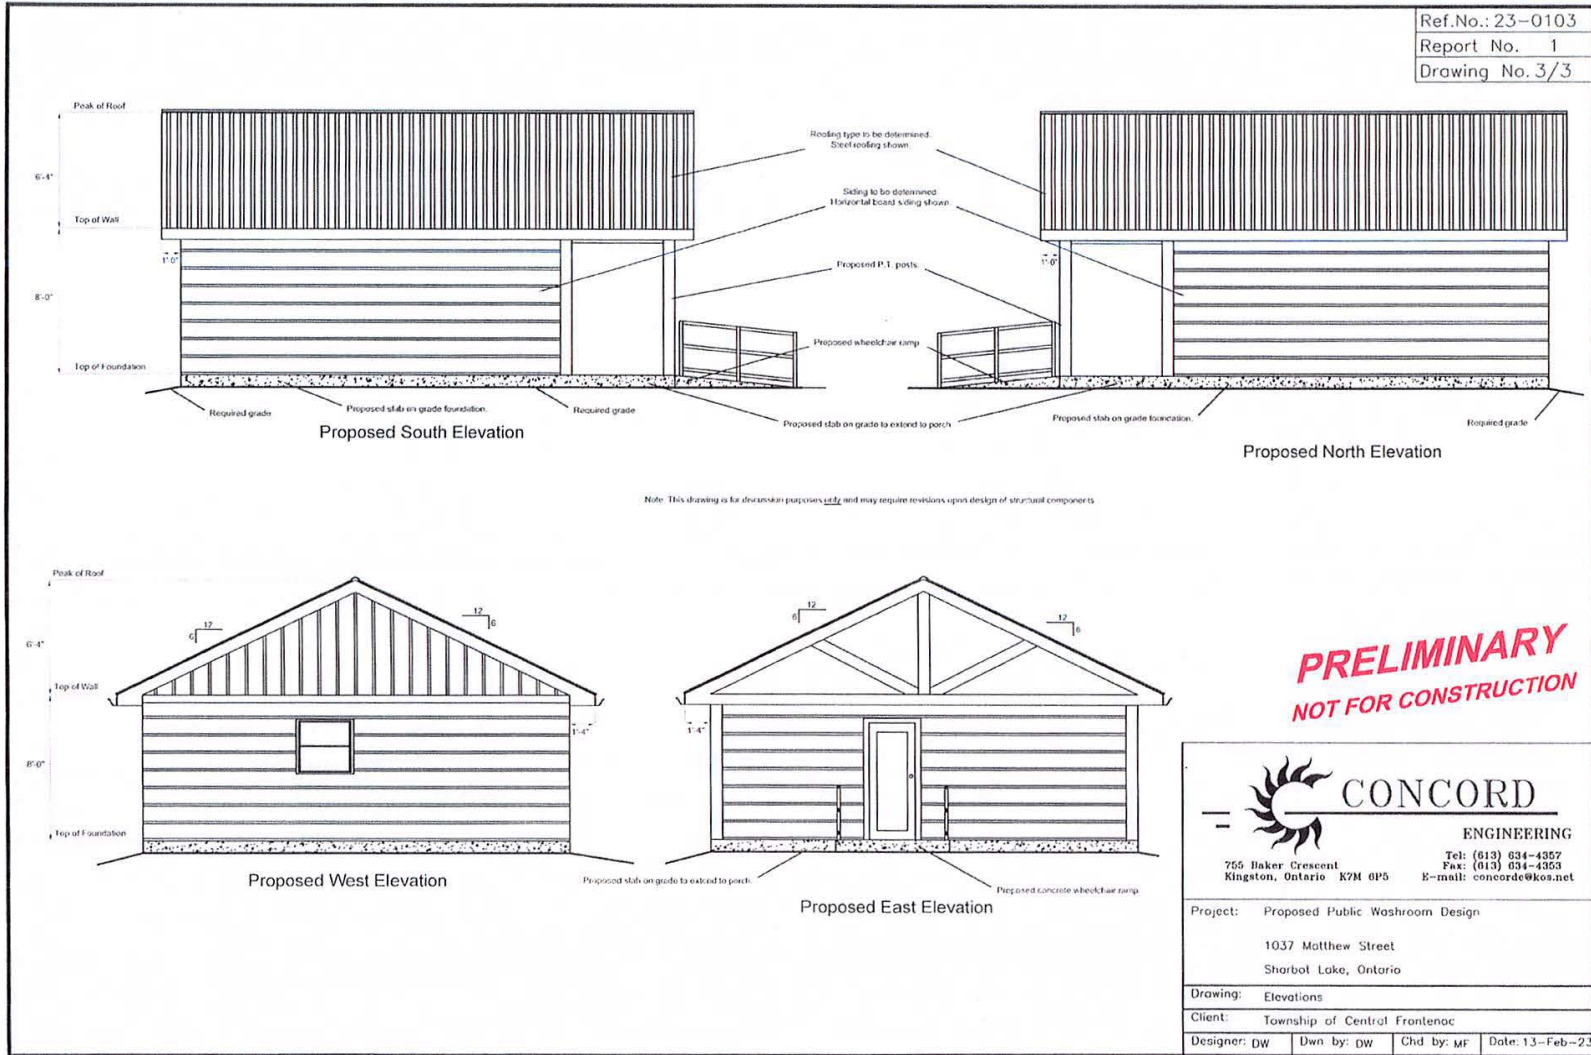 Ref.No.: 23-0103
Report No. 1
Drawing No. 3/3
Peak of Roof
6'-4"
Top of Wall
1'-0"
8'-0"
Top of Foundation
Required grade
Proposed slab on grade foundation.
Required grade
Proposed South Elevation
Roofing type to be determined.
Steel roofing shown.
Siding to be determined
Horizontal board siding shown.
Proposed P.T. posts.
Proposed wheelchair ramp
Proposed slab on grade to extend to porch
1'-0"
Proposed slab on grade foundation.
Required grade
Proposed North Elevation
Note: This drawing is for discussion purposes only and may require revisions upon design of structural components
Peak of Roof
6'-4"
Top of Wall
8'-0"
Top of Foundation
12
6
12
6
1'-4"
Proposed West Elevation
12
6
12
6
1'-4"
Proposed slab on grade to extend to porch.
Proposed concrete wheelchair ramp
Proposed East Elevation
PRELIMINARY
NOT FOR CONSTRUCTION
CONCORD
ENGINEERING
755 Baker Crescent
Kingston, Ontario K7M 6P5
Tel: (613) 634-4357
Fax: (613) 634-4353
E-mail: concorde@kos.net
Project: Proposed Public Washroom Design
1037 Matthew Street
Sharbot Lake, Ontario
Drawing: Elevations
Client: Township of Central Frontenac
Designer: DW
Dwn by: DW
Chd by: MF
Date: 13-Feb-23